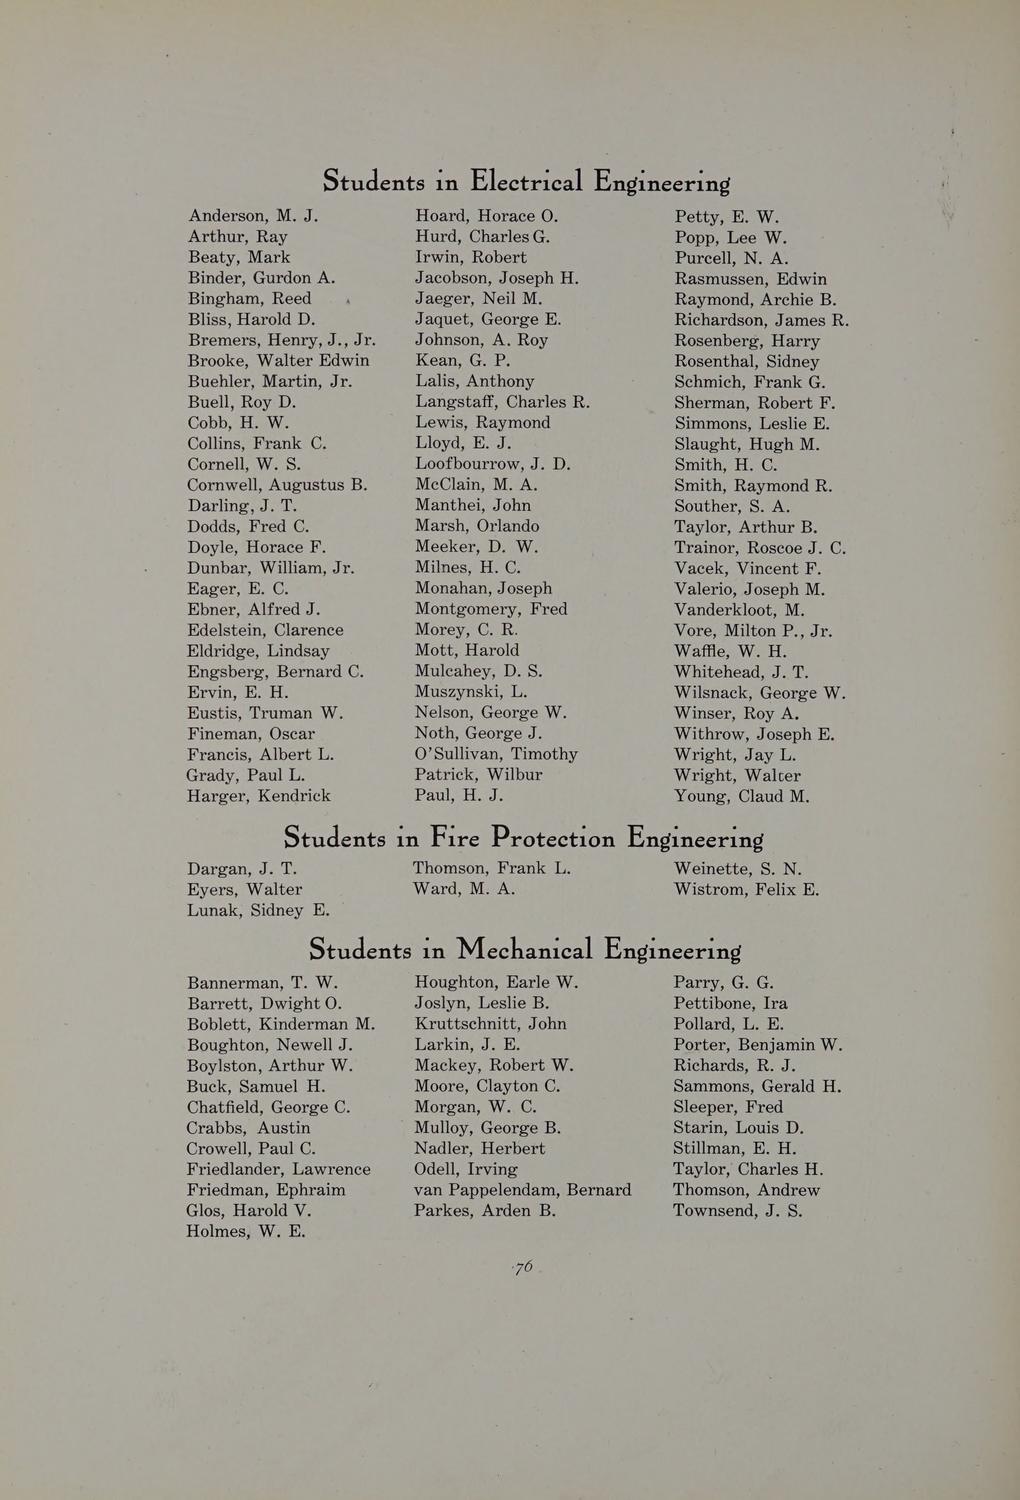 Students in Electrical Engineering
Anderson, M. J.
Arthur, Ray
Beaty, Mark
Binder, Gurdon A.
Bingham, Reed
Bliss, Harold D.
Bremers, Henry, J., Jr.
Brooke, Walter Edwin
Buehler, Martin, Jr.
Buell, Roy D.
Cobb, H. W.
Collins, Frank C.
Cornell, W. S.
Cornwell, Augustus B.
Darling, J. T.
Dodds, Fred C.
Doyle, Horace F.
Dunbar, William, Jr.
Eager, E. C.
Ebner, Alfred J.
Edelstein, Clarence
Eldridge, Lindsay
Engsberg, Bernard C.
Ervin, E. H.
Eustis, Truman W.
Fineman, Oscar
Francis, Albert L.
Grady, Paul L.
Harger, Kendrick
Hoard, Horace O.
Hurd, Charles G.
Irwin, Robert
Jacobson, Joseph H.
Jaeger, Neil M.
Jaquet, George E.
Johnson, A. Roy
Kean, G. P.
Lalis, Anthony
Langstaff, Charles R.
Lewis, Raymond
Lloyd, E. J.
Loofbourrow, J. D.
McClain, M. A.
Manthei, John
Marsh, Orlando
Meeker, D. W.
Milnes, H. C.
Monahan, Joseph
Montgomery, Fred
Morey, C. R.
Mott, Harold
Mulcahey, D. S.
Muszynski, L.
Nelson, George W.
Noth, George J.
O'Sullivan, Timothy
Patrick, Wilbur
Paul, H. J.
Petty, E. W.
Popp, Lee W.
Purcell, N. A.
Rasmussen, Edwin
Raymond, Archie B.
Richardson, James R.
Rosenberg, Harry
Rosenthal, Sidney
Schmich, Frank G.
Sherman, Robert F.
Simmons, Leslie E.
Slaught, Hugh M.
Smith, H. C.
Smith, Raymond R.
Souther, S. A.
Taylor, Arthur B.
Trainor, Roscoe J. C.
Vacek, Vincent F.
Valerio, Joseph M.
Vanderkloot, M.
Vore, Milton P., Jr.
Waffle, W. H.
Whitehead, J. T.
Wilsnack, George W.
Winser, Roy A.
Withrow, Joseph E.
Wright, Jay L.
Wright, Walter
Young, Claud M.
Students in Fire Protection Engineering
Dargan, J. T.
Eyers, Walter
Lunak, Sidney E.
Thomson, Frank L.
Ward, M. A.
Weinette, S. N.
Wistrom, Felix E.
Students in Mechanical Engineering
Bannerman, T. W.
Barrett, Dwight O.
Boblett, Kinderman M.
Boughton, Newell J.
Boylston, Arthur W.
Buck, Samuel H.
Chatfield, George C.
Crabbs, Austin
Crowell, Paul C.
Friedlander, Lawrence
Friedman, Ephraim
Glos, Harold V.
Holmes, W. E.
Houghton, Earle W.
Joslyn, Leslie B.
Kruttschnitt, John
Larkin, J. E.
Mackey, Robert W.
Moore, Clayton C.
Morgan, W. C.
Mulloy, George B.
Nadler, Herbert
Odell, Irving
van Pappelendam, Bernard
Parkes, Arden B.
Parry, G. G.
Pettibone, Ira
Pollard, L. E.
Porter, Benjamin W.
Richards, R. J.
Sammons, Gerald H.
Sleeper, Fred
Starin, Louis D.
Stillman, E. H.
Taylor, Charles H.
Thomson, Andrew
Townsend, J. S.
76